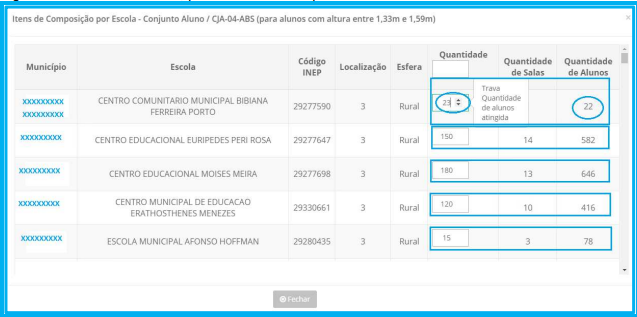 Itens de Composição por Escola - Conjunto Aluno / CJA-04-ABS (para alunos com altura entre 1,33m e 1,59m)
×
Município Escola Código INEP Localização Esfera Quantidade Quantidade de Salas Quantidade de Alunos
XXXXXXXXX XXXXXXXXX CENTRO COMUNITARIO MUNICIPAL BIBIANA FERREIRA PORTO 29277590 3 Rural 23 Trava Quantidade de alunos atingida 22
XXXXXXXXX CENTRO EDUCACIONAL EURIPEDES PERI ROSA 29277647 3 Rural 150 14 582
XXXXXXXXX CENTRO EDUCACIONAL MOISES MEIRA 29277698 3 Rural 180 13 646
XXXXXXXXX CENTRO MUNICIPAL DE EDUCACAO ERATHOSTHENES MENEZES 29330661 3 Rural 120 10 416
XXXXXXXXX ESCOLA MUNICIPAL AFONSO HOFFMAN 29280435 3 Rural 15 3 78
Fechar